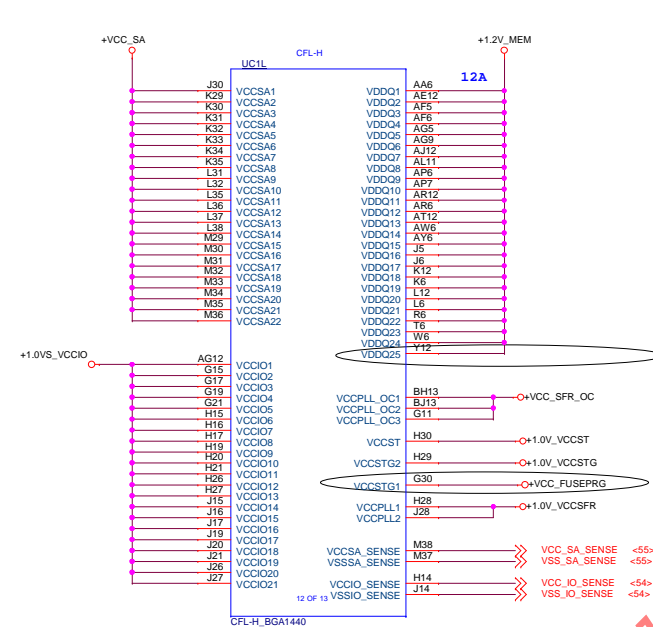 +VCC_SA +1.2V_MEM
CFL-H
UC1L
12A
J30 VCCSA1 VDDQ1 AA6
K29 VCCSA2 VDDQ2 AE12
K30 VCCSA3 VDDQ3 AF5
K31 VCCSA4 VDDQ4 AF6
K32 VCCSA5 VDDQ5 AG5
K33 VCCSA6 VDDQ6 AG9
K34 VCCSA7 VDDQ7 AJ12
K35 VCCSA8 VDDQ8 AL11
L31 VCCSA9 VDDQ9 AP6
L32 VCCSA10 VDDQ10 AP7
L35 VCCSA11 VDDQ11 AR12
L36 VCCSA12 VDDQ12 AR6
L37 VCCSA13 VDDQ13 AT12
L38 VCCSA14 VDDQ14 AW6
M29 VCCSA15 VDDQ15 AY6
M30 VCCSA16 VDDQ16 J5
M31 VCCSA17 VDDQ17 J6
M32 VCCSA18 VDDQ18 K12
M33 VCCSA19 VDDQ19 K6
M34 VCCSA20 VDDQ20 L12
M35 VCCSA21 VDDQ21 L6
M36 VCCSA22 VDDQ22 R6
VDDQ23 T6
VDDQ24 W6
VDDQ25 Y12
+1.0VS_VCCIO
AG12 VCCIO1
G15 VCCIO2
G17 VCCIO3
G19 VCCIO4 VCCPLL_OC1 BH13 +VCC_SFR_OC
G21 VCCIO5 VCCPLL_OC2 BJ13
H15 VCCIO6 VCCPLL_OC3 G11
H16 VCCIO7
H17 VCCIO8 VCCST H30 +1.0V_VCCST
H19 VCCIO9
H20 VCCIO10 VCCSTG2 H29 +1.0V_VCCSTG
H21 VCCIO11
H26 VCCIO12 VCCSTG1 G30 +VCC_FUSEPRG
H27 VCCIO13
J15 VCCIO14 VCCPLL1 H28 +1.0V_VCCSFR
J16 VCCIO15 VCCPLL2 J28
J17 VCCIO16
J19 VCCIO17
J20 VCCIO18 VCCSA_SENSE M38 VCC_SA_SENSE <55>
J21 VCCIO19 VSSSA_SENSE M37 VSS_SA_SENSE <55>
J26 VCCIO20
J27 VCCIO21 VCCIO_SENSE H14 VCC_IO_SENSE <54>
12 OF 13 VSSIO_SENSE J14 VSS_IO_SENSE <54>
CFL-H_BGA1440